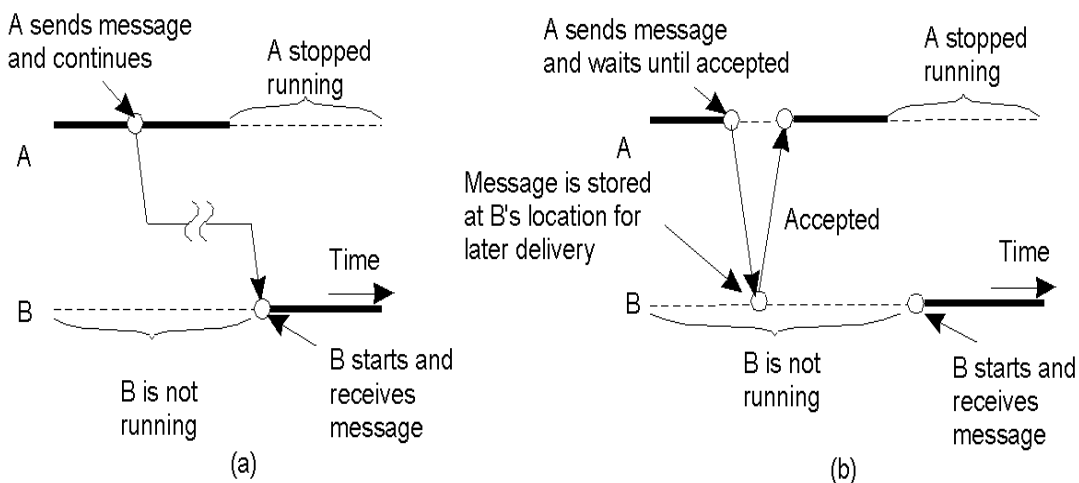 A sends message
and continues
A stopped
running
A
Time
B
B is not
running
B starts and
receives
message
(a)
A sends message
and waits until accepted
A stopped
running
A
Message is stored
at B's location for
later delivery
Accepted
Time
B
B is not
running
B starts and
receives
message
(b)